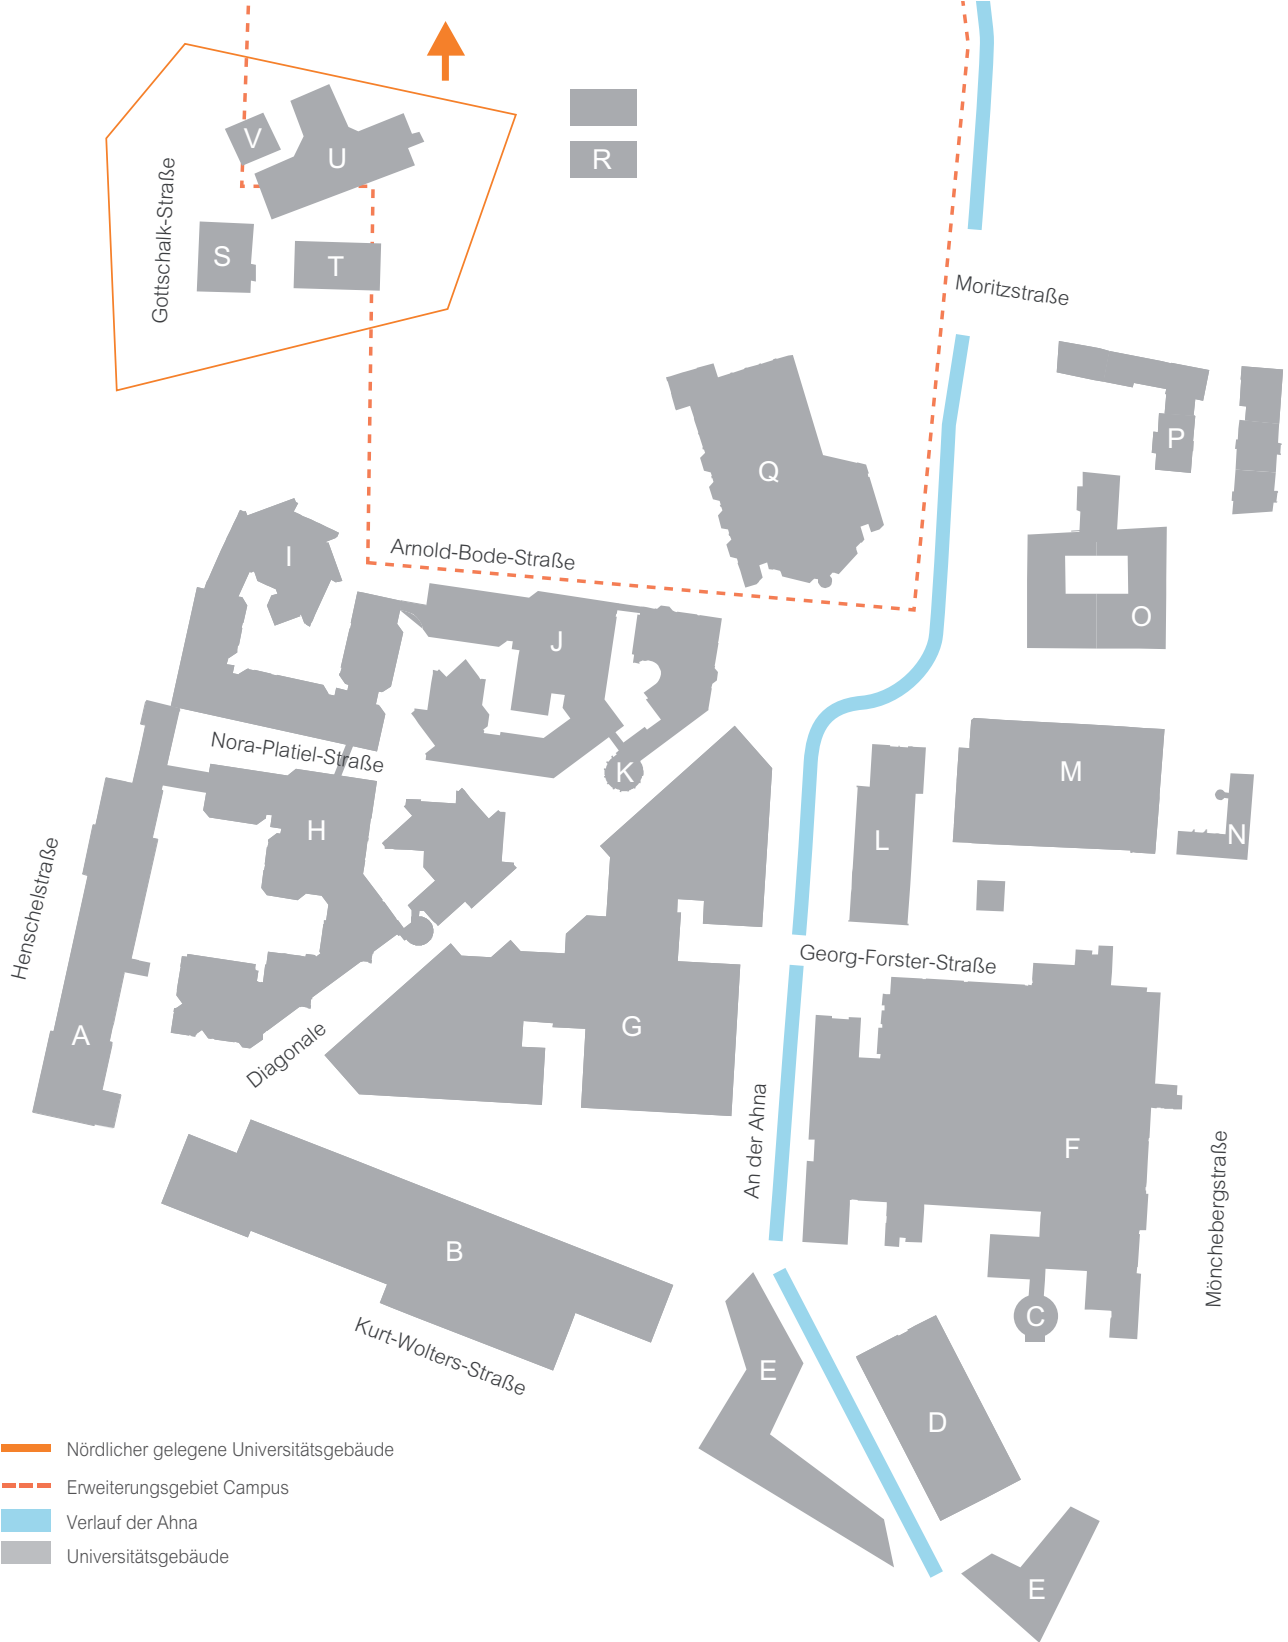 V
U
R
Gottschalk-Straße
S
T
Moritzstraße
P
Q
I
Arnold-Bode-Straße
O
J
Nora-Platiel-Straße
K
M
H
L
N
Henschelstraße
Georg-Forster-Straße
A
G
Diagonale
An der Ahna
F
Mönchebergstraße
B
C
Kurt-Wolters-Straße
E
D
Nördlicher gelegene Universitätsgebäude
Erweiterungsgebiet Campus
Verlauf der Ahna
Universitätsgebäude
E